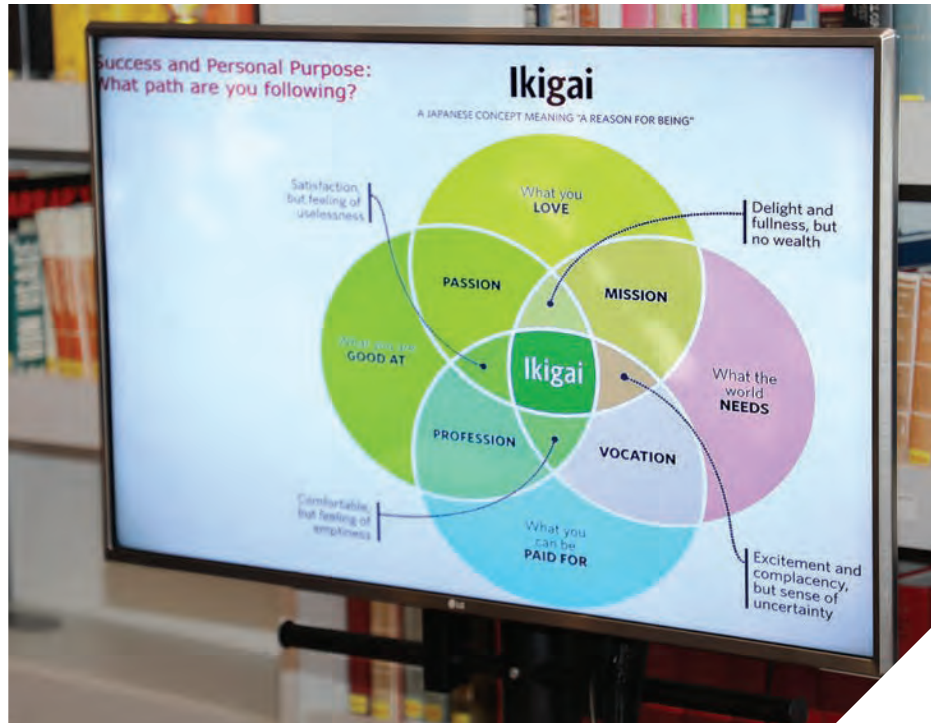 Success and Personal Purpose:
What path are you following?
Ikigai
A JAPANESE CONCEPT MEANING "A REASON FOR BEING"
Satisfaction,
but feeling of
uselessness
What you
LOVE
Delight and
fullness, but
no wealth
PASSION
MISSION
What you are
GOOD AT
Ikigai
What the
world
NEEDS
PROFESSION
VOCATION
Comfortable,
but feeling of
emptiness
What you
can be
PAID FOR
Excitement and
complacency,
but sense of
uncertainty
LG